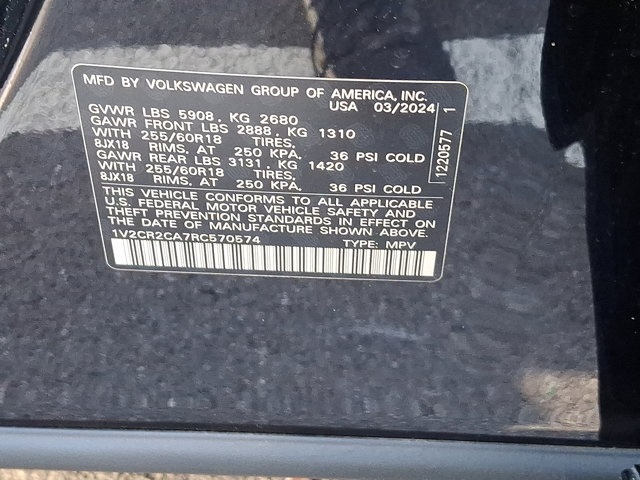 MFD BY VOLKSWAGEN GROUP OF AMERICA, INC.
USA 03/2024
GVWR LBS 5908, KG 2680
GAWR FRONT LBS 2888, KG 1310
WITH 255/60R18 TIRES,
8JX18 RIMS, AT 250 KPA, 36 PSI COLD
GAWR REAR LBS 3131, KG 1420
WITH 255/60R18 TIRES,
8JX18 RIMS, AT 250 KPA, 36 PSI COLD
THIS VEHICLE CONFORMS TO ALL APPLICABLE
U.S. FEDERAL MOTOR VEHICLE SAFETY AND
THEFT PREVENTION STANDARDS IN EFFECT ON
THE DATE OF MANUFACTURE SHOWN ABOVE.
1V2CR2CA7RC570574 TYPE: MPV
1220577 1